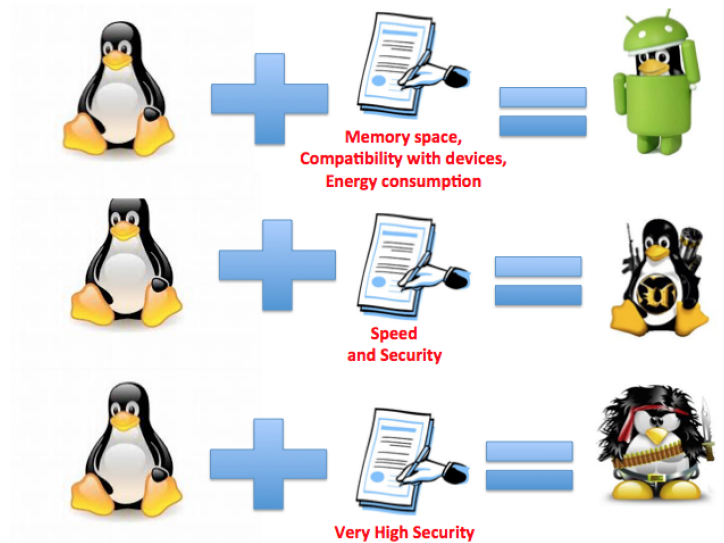 Memory space,
Compatibility with devices,
Energy consumption
Speed
and Security
Very High Security